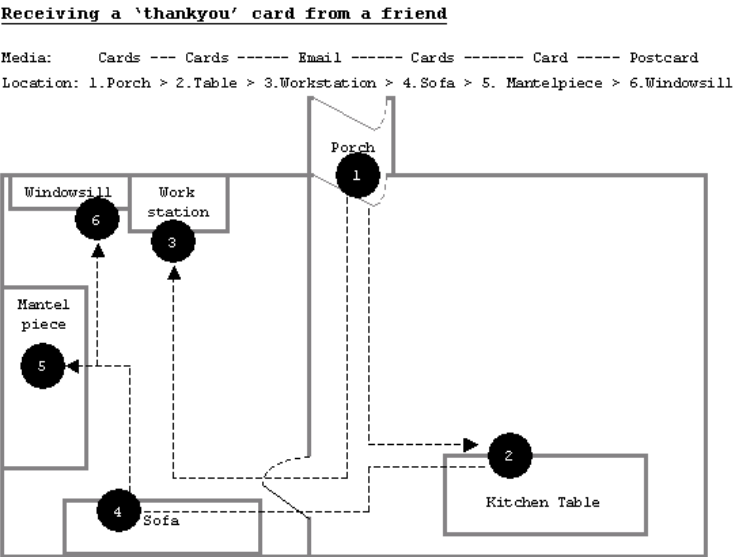 Receiving a ‘thankyou’ card from a friend
Media: Cards --- Cards ------ Email ------ Cards ------- Card ----- Postcard
Location: 1.Porch > 2.Table > 3.Workstation > 4.Sofa > 5. Mantelpiece > 6.Windowsill
Porch
1
Windowsill
Work
station
6
3
Mantel
piece
5
2
Kitchen Table
4
Sofa